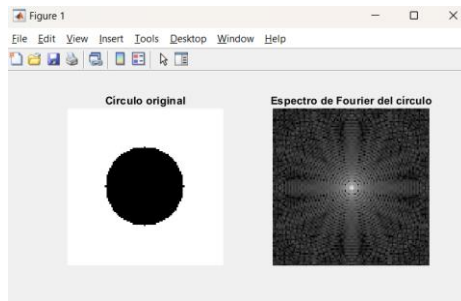 Figure 1
File Edit View Insert Tools Desktop Window Help
Círculo original
Espectro de Fourier del círculo